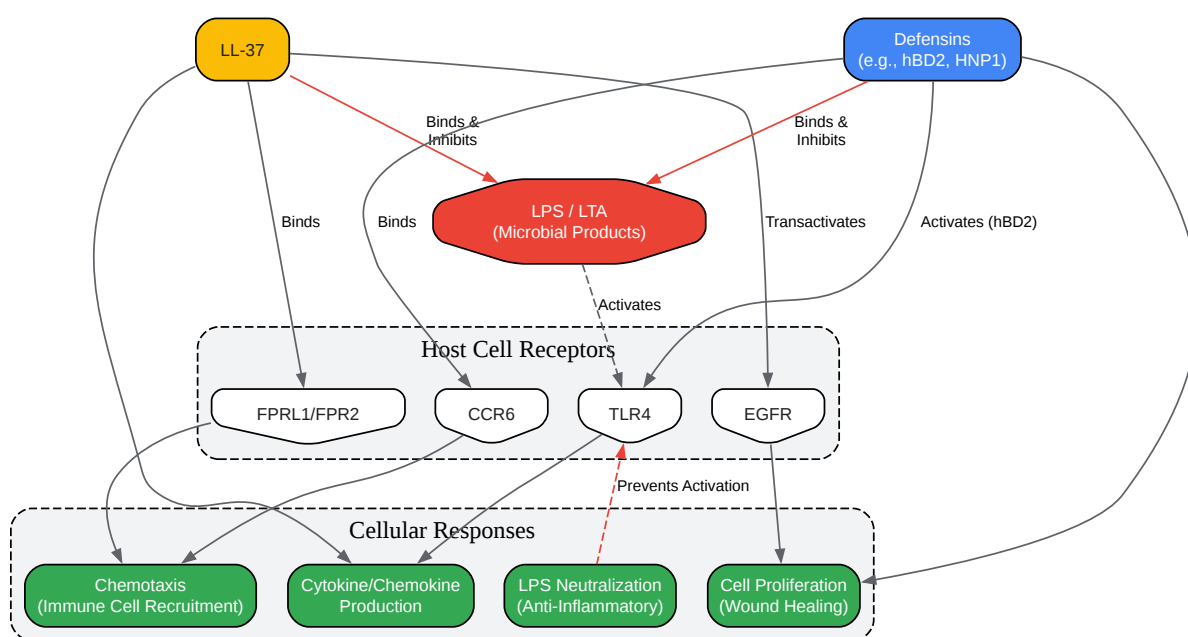 LL-37
Defensins
(e.g., hBD2, HNP1)
Binds &
Inhibits
Binds &
Inhibits
LPS / LTA
(Microbial Products)
Binds
Binds
Transactivates
Activates (hBD2)
Activates
Host Cell Receptors
FPRL1/FPR2
CCR6
TLR4
EGFR
Prevents Activation
Cellular Responses
Chemotaxis
(Immune Cell Recruitment)
Cytokine/Chemokine
Production
LPS Neutralization
(Anti-Inflammatory)
Cell Proliferation
(Wound Healing)